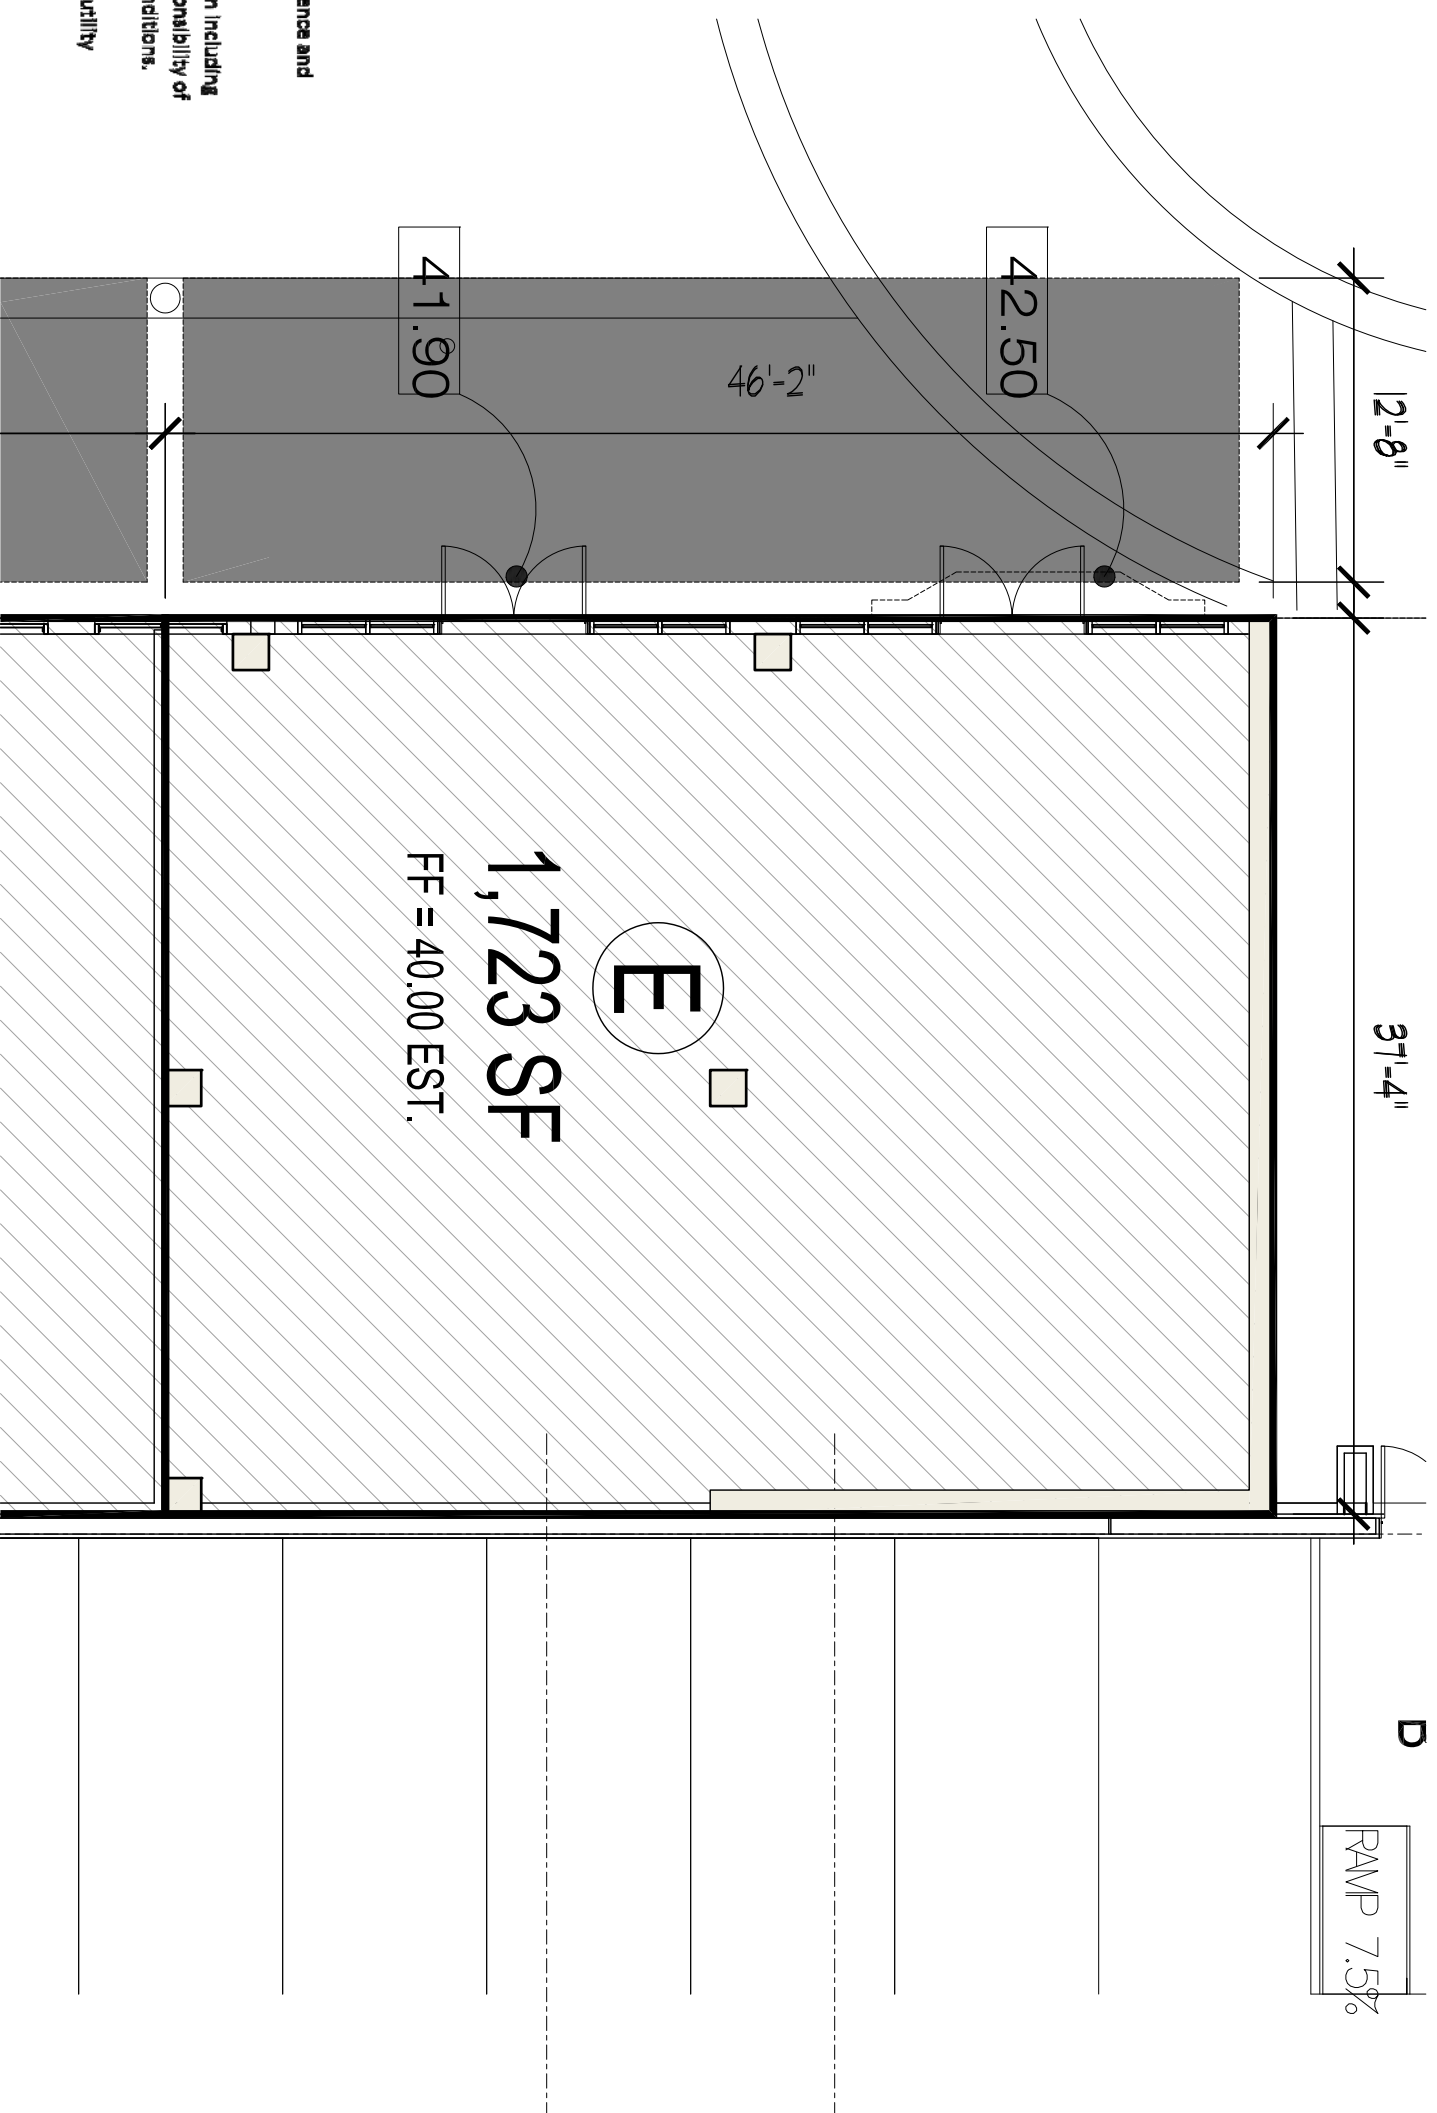 ence and
n including
onsibility of
nditions,
utility
41.90
42.50
46'-2"
12'-8"
37'-4"
E
1,723 SF
FF = 40.00 EST.
D
RAMP 7.5%